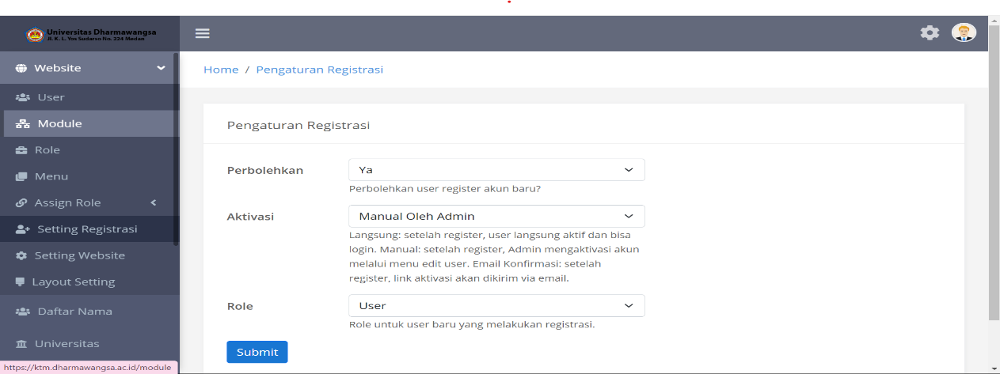 Universitas Dharmawangsa
Jl. K. L. Yos Sudarso No. 224 Medan
Website
User
Module
Role
Menu
Assign Role
Setting Registrasi
Setting Website
Layout Setting
Daftar Nama
Universitas
https://ktm.dharmawangsa.ac.id/module
Home / Pengaturan Registrasi
Pengaturan Registrasi
Perbolehkan
Ya
Perbolehkan user register akun baru?
Aktivasi
Manual Oleh Admin
Langsung: setelah register, user langsung aktif dan bisa
login. Manual: setelah register, Admin mengaktivasi akun
melalui menu edit user. Email Konfirmasi: setelah
register, link aktivasi akan dikirim via email.
Role
User
Role untuk user baru yang melakukan registrasi.
Submit